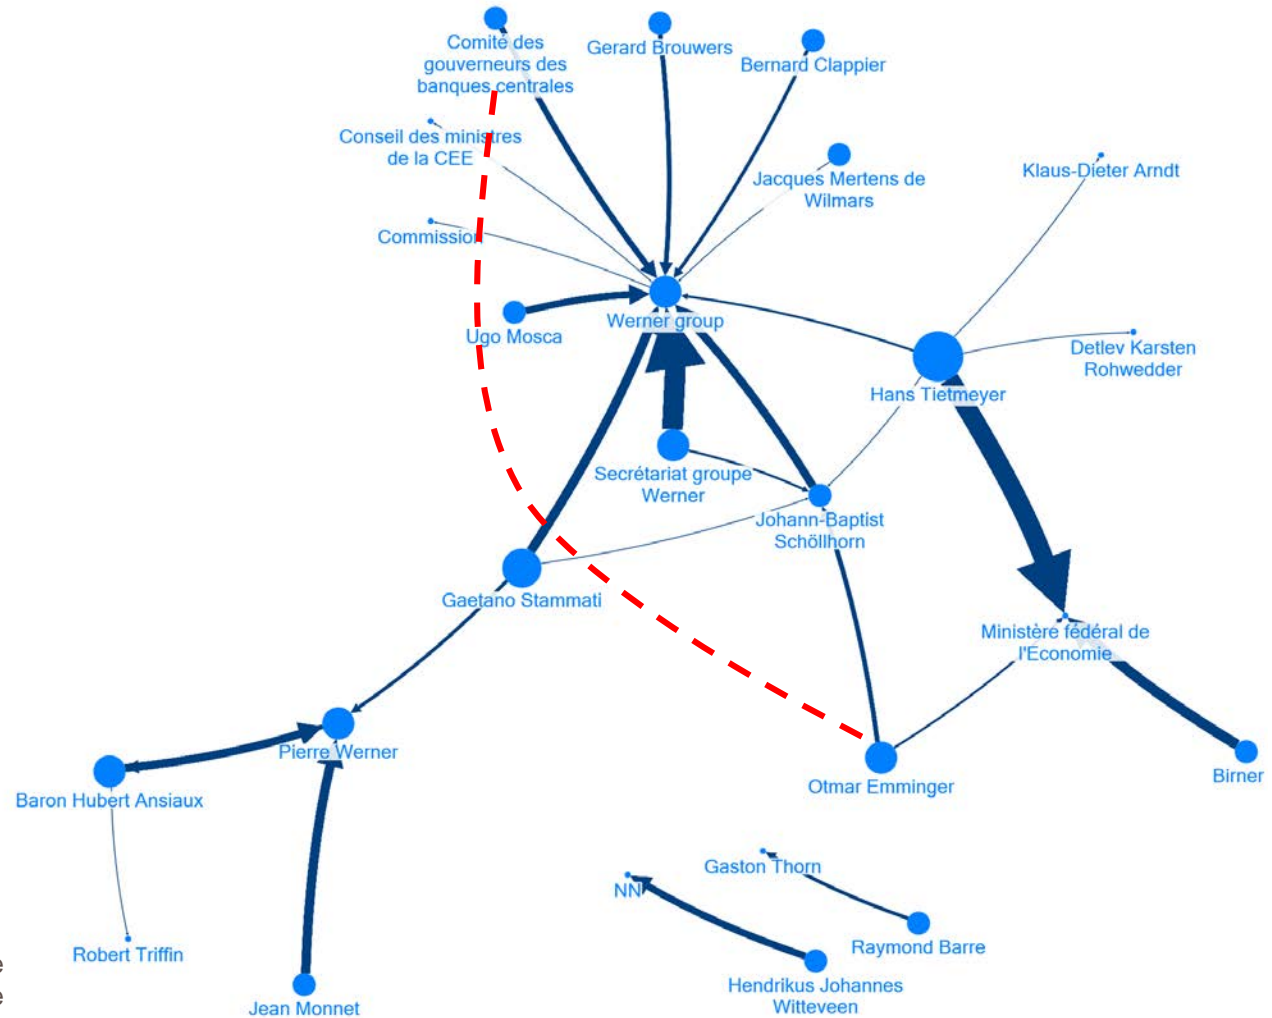 Comité des
gouverneurs des
banques centrales
Gerard Brouwers
Bernard Clappier
Conseil des ministres
de la CEE
Jacques Mertens de
Wilmars
Klaus-Dieter Arndt
Commission
Ugo Mosca
Werner group
Detlev Karsten
Rohwedder
Hans Tietmeyer
Secrétariat groupe
Werner
Johann-Baptist
Schöllhorn
Gaetano Stammati
Ministère fédéral de
l'Economie
Pierre Werner
Baron Hubert Ansiaux
Otmar Emminger
Birner
Gaston Thorn
NN
Raymond Barre
Robert Triffin
Hendrikus Johannes
Witteveen
Jean Monnet
e
e